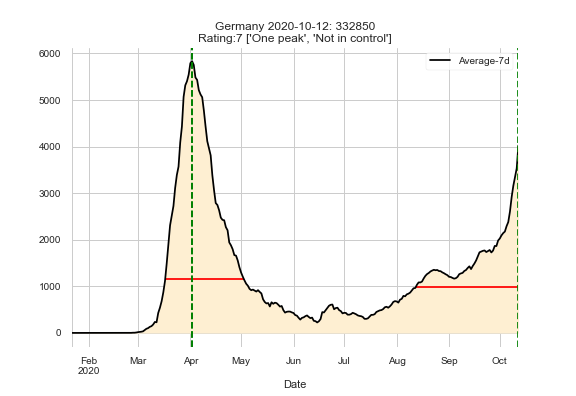 Germany 2020-10-12: 332850
Rating:7 ['One peak', 'Not in control']
Average-7d
6000
5000
4000
3000
2000
1000
0
Feb
2020
Mar
Apr
May
Jun
Jul
Aug
Sep
Oct
Date